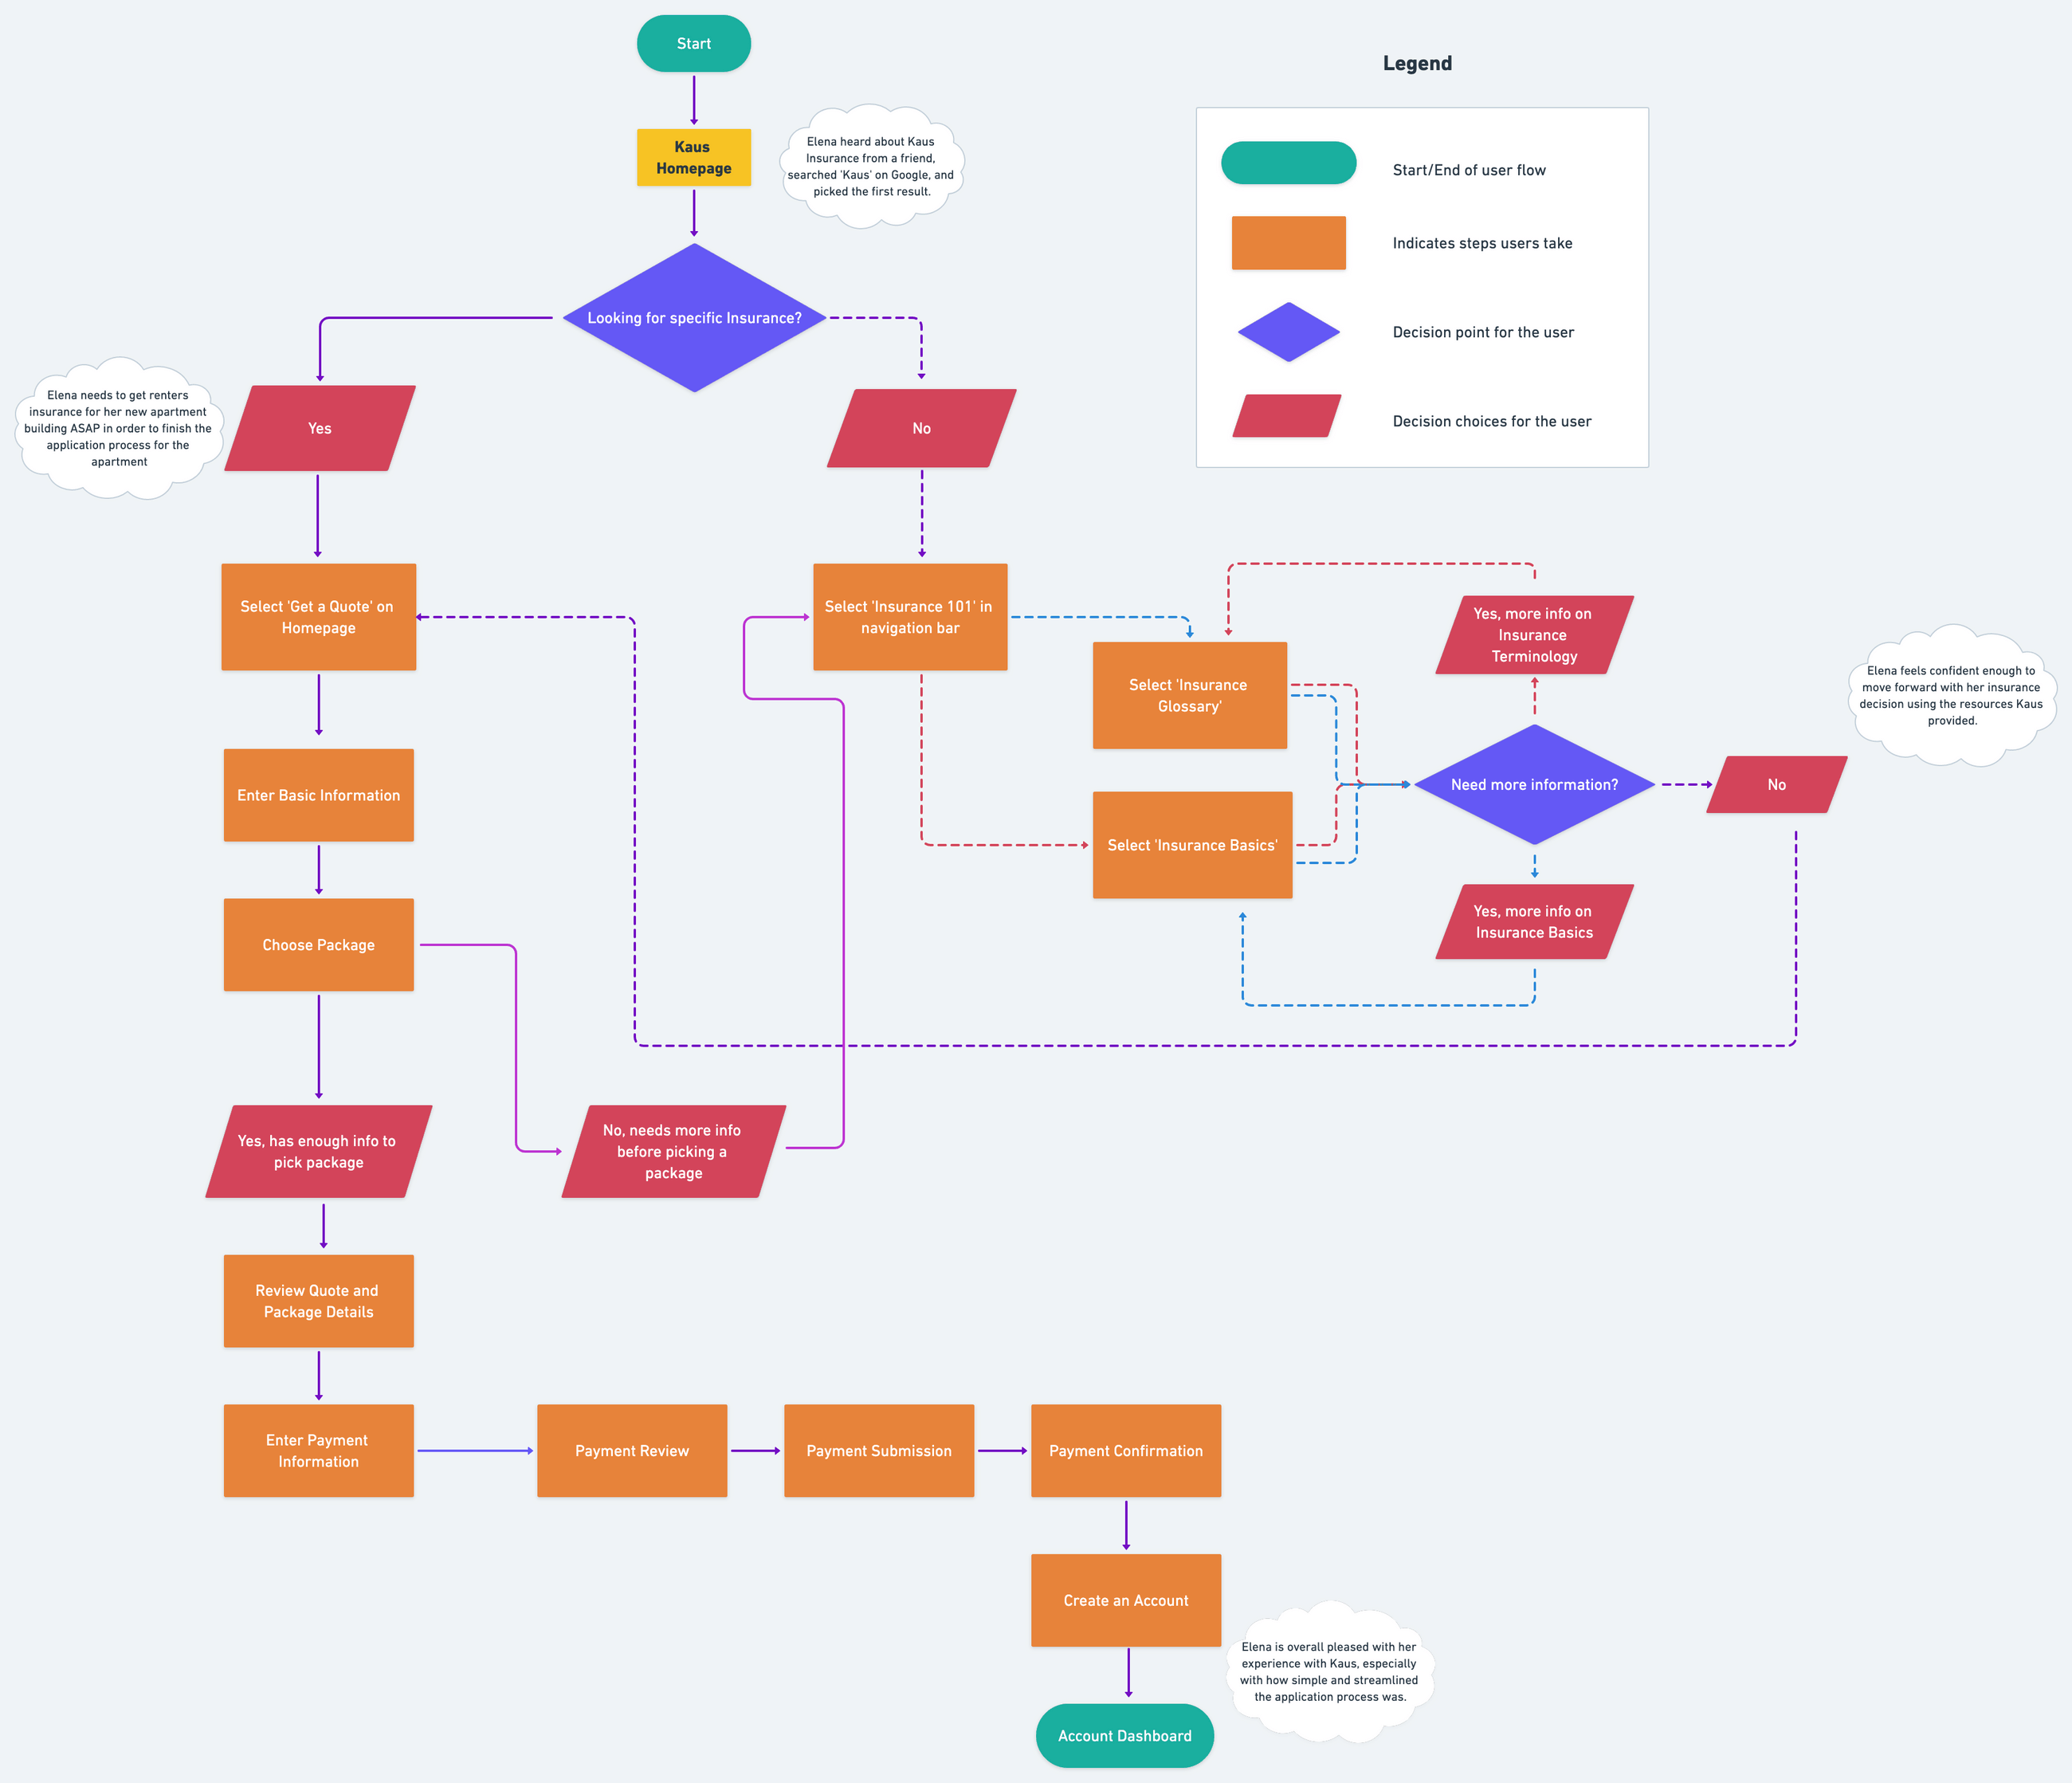 Start
Legend
Kaus
Homepage
Elena heard about Kaus
Insurance from a friend,
searched 'Kaus' on Google, and
picked the first result.
Start/End of user flow
Indicates steps users take
Decision point for the user
Decision choices for the user
Looking for specific Insurance?
Elena needs to get renters
insurance for her new apartment
building ASAP in order to finish the
application process for the
apartment
Yes
No
Select 'Get a Quote' on
Homepage
Select 'Insurance 101' in
navigation bar
Select 'Insurance
Glossary'
Yes, more info on
Insurance
Terminology
Elena feels confident enough to
move forward with her insurance
decision using the resources Kaus
provided.
Enter Basic Information
Need more information?
No
Select 'Insurance Basics'
Choose Package
Yes, more info on
Insurance Basics
Yes, has enough info to
pick package
No, needs more info
before picking a
package
Review Quote and
Package Details
Enter Payment
Information
Payment Review
Payment Submission
Payment Confirmation
Create an Account
Elena is overall pleased with her
experience with Kaus, especially
with how simple and streamlined
the application process was.
Account Dashboard